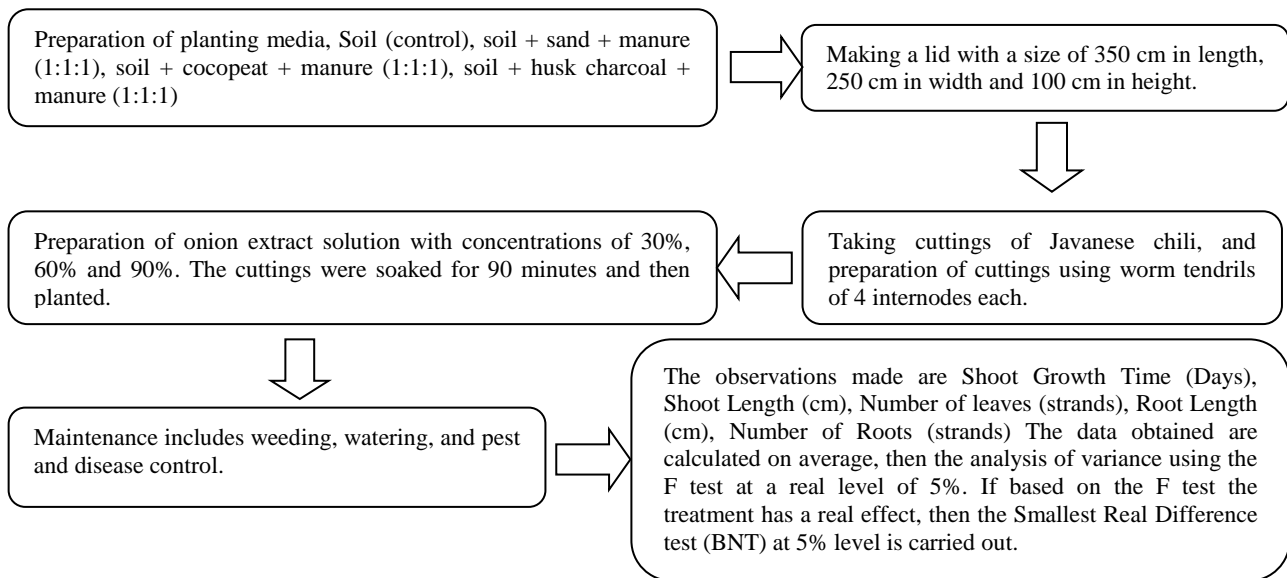 Preparation of planting media, Soil (control), soil + sand + manure
(1:1:1), soil + cocopeat + manure (1:1:1), soil + husk charcoal +
manure (1:1:1)
Making a lid with a size of 350 cm in length,
250 cm in width and 100 cm in height.
Taking cuttings of Javanese chili, and
preparation of cuttings using worm tendrils
of 4 internodes each.
Preparation of onion extract solution with concentrations of 30%,
60% and 90%. The cuttings were soaked for 90 minutes and then
planted.
Maintenance includes weeding, watering, and pest
and disease control.
The observations made are Shoot Growth Time (Days),
Shoot Length (cm), Number of leaves (strands), Root Length
(cm), Number of Roots (strands) The data obtained are
calculated on average, then the analysis of variance using the
F test at a real level of 5%. If based on the F test the
treatment has a real effect, then the Smallest Real Difference
test (BNT) at 5% level is carried out.